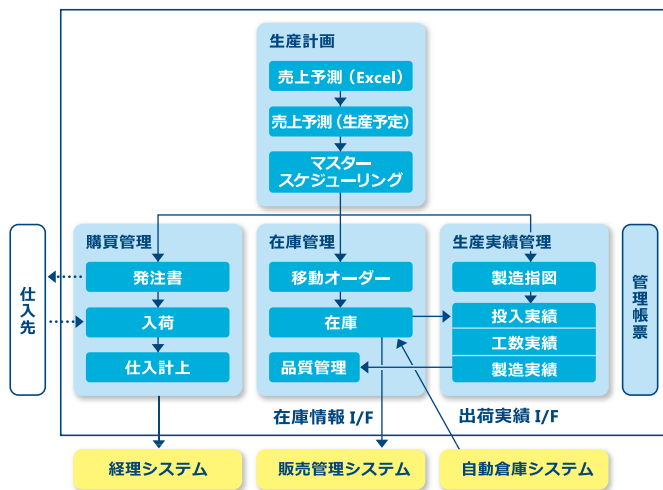 生産計画
売上予測（Excel）
売上予測（生産予定）
マスター
スケジューリング
仕入先
購買管理
発注書
入荷
仕入計上
在庫管理
移動オーダー
在庫
品質管理
生産実績管理
製造指図
投入実績
工数実績
製造実績
管理帳票
在庫情報 I/F
出荷実績 I/F
経理システム
販売管理システム
自動倉庫システム